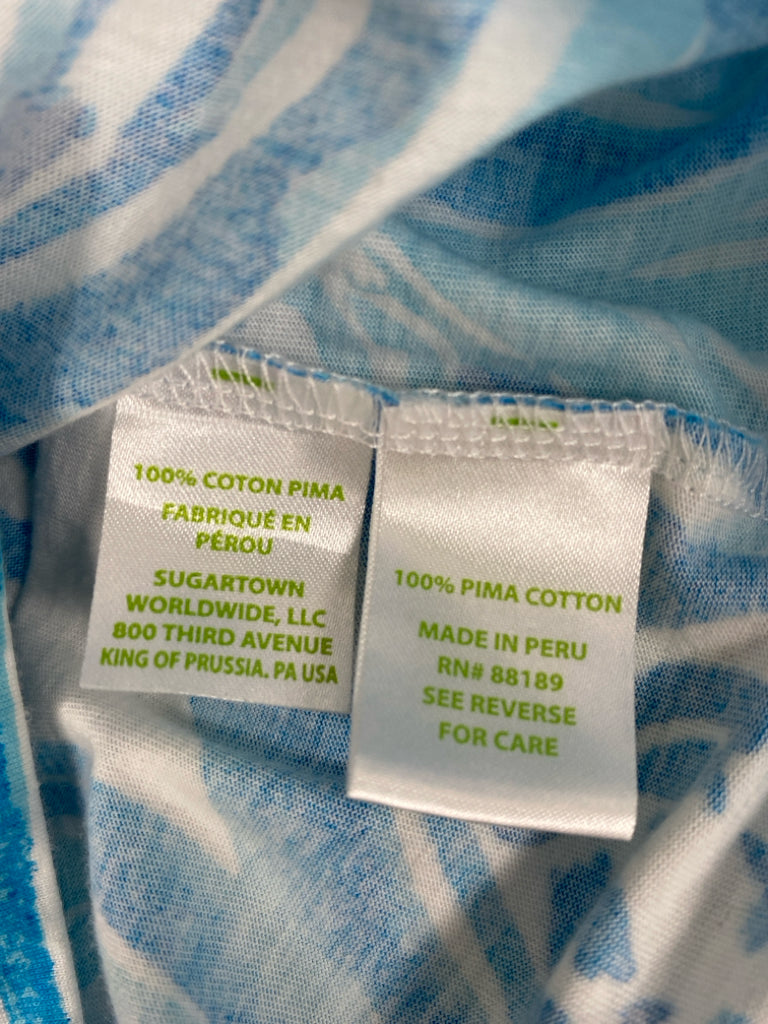 100% COTON PIMA
FABRIQUÉ EN
PÉROU
SUGARTOWN
WORLDWIDE, LLC
800 THIRD AVENUE
KING OF PRUSSIA. PA USA
100% PIMA COTTON
MADE IN PERU
RN# 88189
SEE REVERSE
FOR CARE